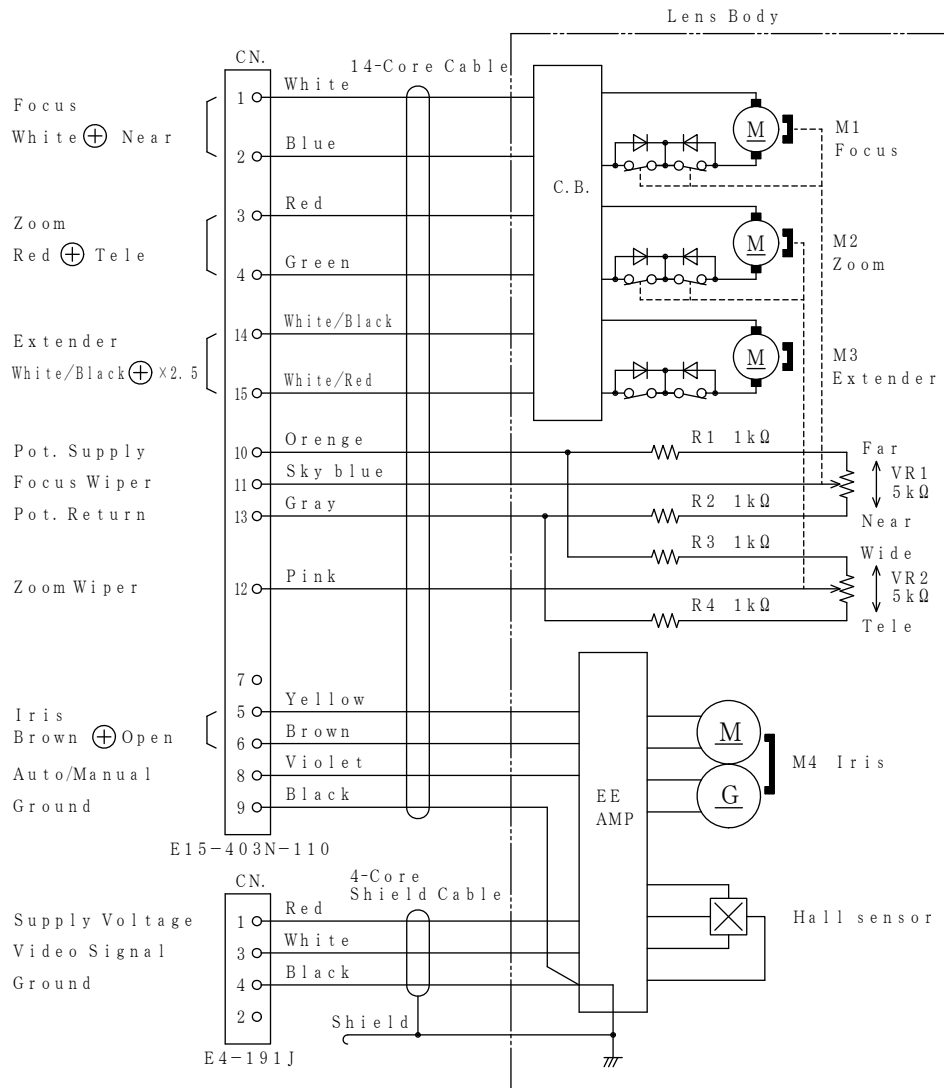 Lens Body
CN.
14-Core Cable
1 White
Focus
White ⊕ Near
2 Blue
M
M1
Focus
C.B.
3 Red
Zoom
Red ⊕ Tele
4 Green
M
M2
Zoom
14 White/Black
Extender
White/Black ⊕ ×2.5
15 White/Red
M
M3
Extender
Pot. Supply 10 Orenge R1 1kΩ Far
Focus Wiper 11 Sky blue VR1
5kΩ
Pot. Return 13 Gray R2 1kΩ Near
R3 1kΩ Wide
Zoom Wiper 12 Pink VR2
5kΩ
R4 1kΩ Tele
7
Iris 5 Yellow
Brown ⊕ Open 6 Brown
Auto/Manual 8 Violet
Ground 9 Black
M
G
M4 Iris
EE
AMP
E15-403N-110
CN.
4-Core
Shield Cable
Supply Voltage 1 Red
Video Signal 3 White
Ground 4 Black
2
Hall sensor
Shield
E4-191J